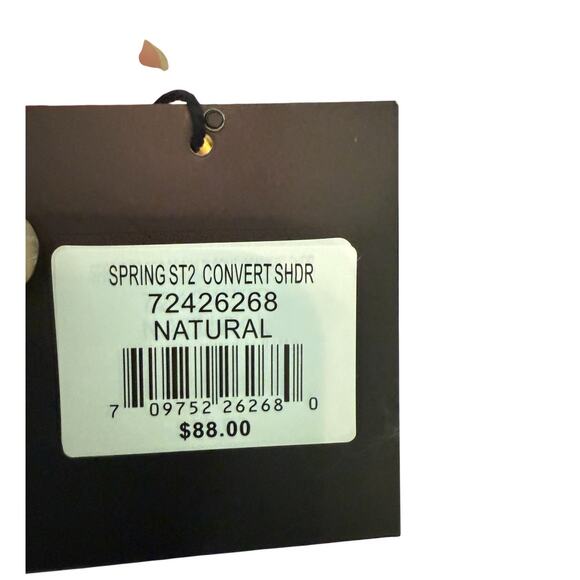 SPRING ST2 CONVERT SHDR
72426268
NATURAL
7 09752 26268 0
$88.00